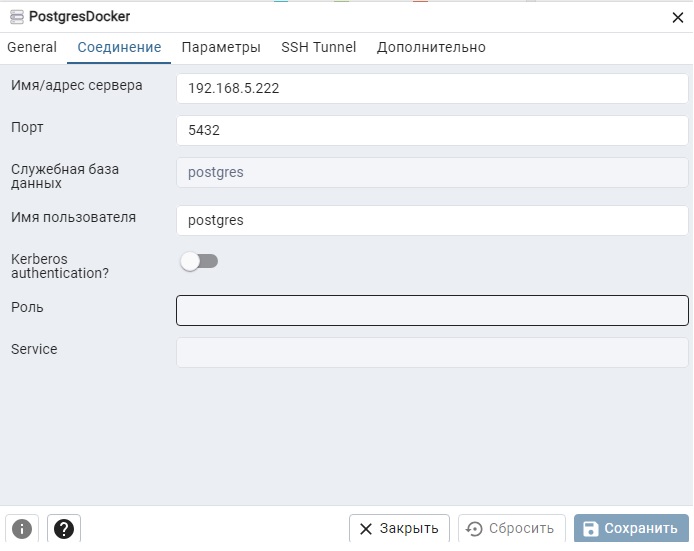 PostgresDocker
General Соединение Параметры SSH Tunnel Дополнительно
Имя/адрес сервера 192.168.5.222
Порт 5432
Служебная база данных postgres
Имя пользователя postgres
Kerberos authentication?
Роль
Service
Закрыть Сбросить Сохранить